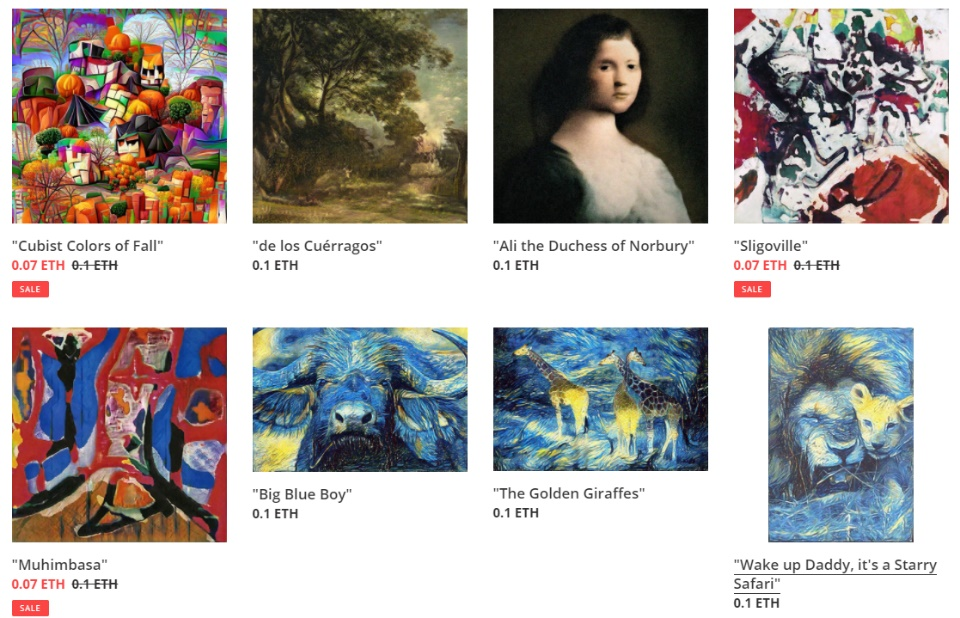 "Cubist Colors of Fall"
0.07 ETH 0.1 ETH
SALE
"de los Cuérragos"
0.1 ETH
"Ali the Duchess of Norbury"
0.1 ETH
"Sligoville"
0.07 ETH 0.1 ETH
SALE
"Muhimbasa"
0.07 ETH 0.1 ETH
SALE
"Big Blue Boy"
0.1 ETH
"The Golden Giraffes"
0.1 ETH
"Wake up Daddy, it's a Starry
Safari"
0.1 ETH